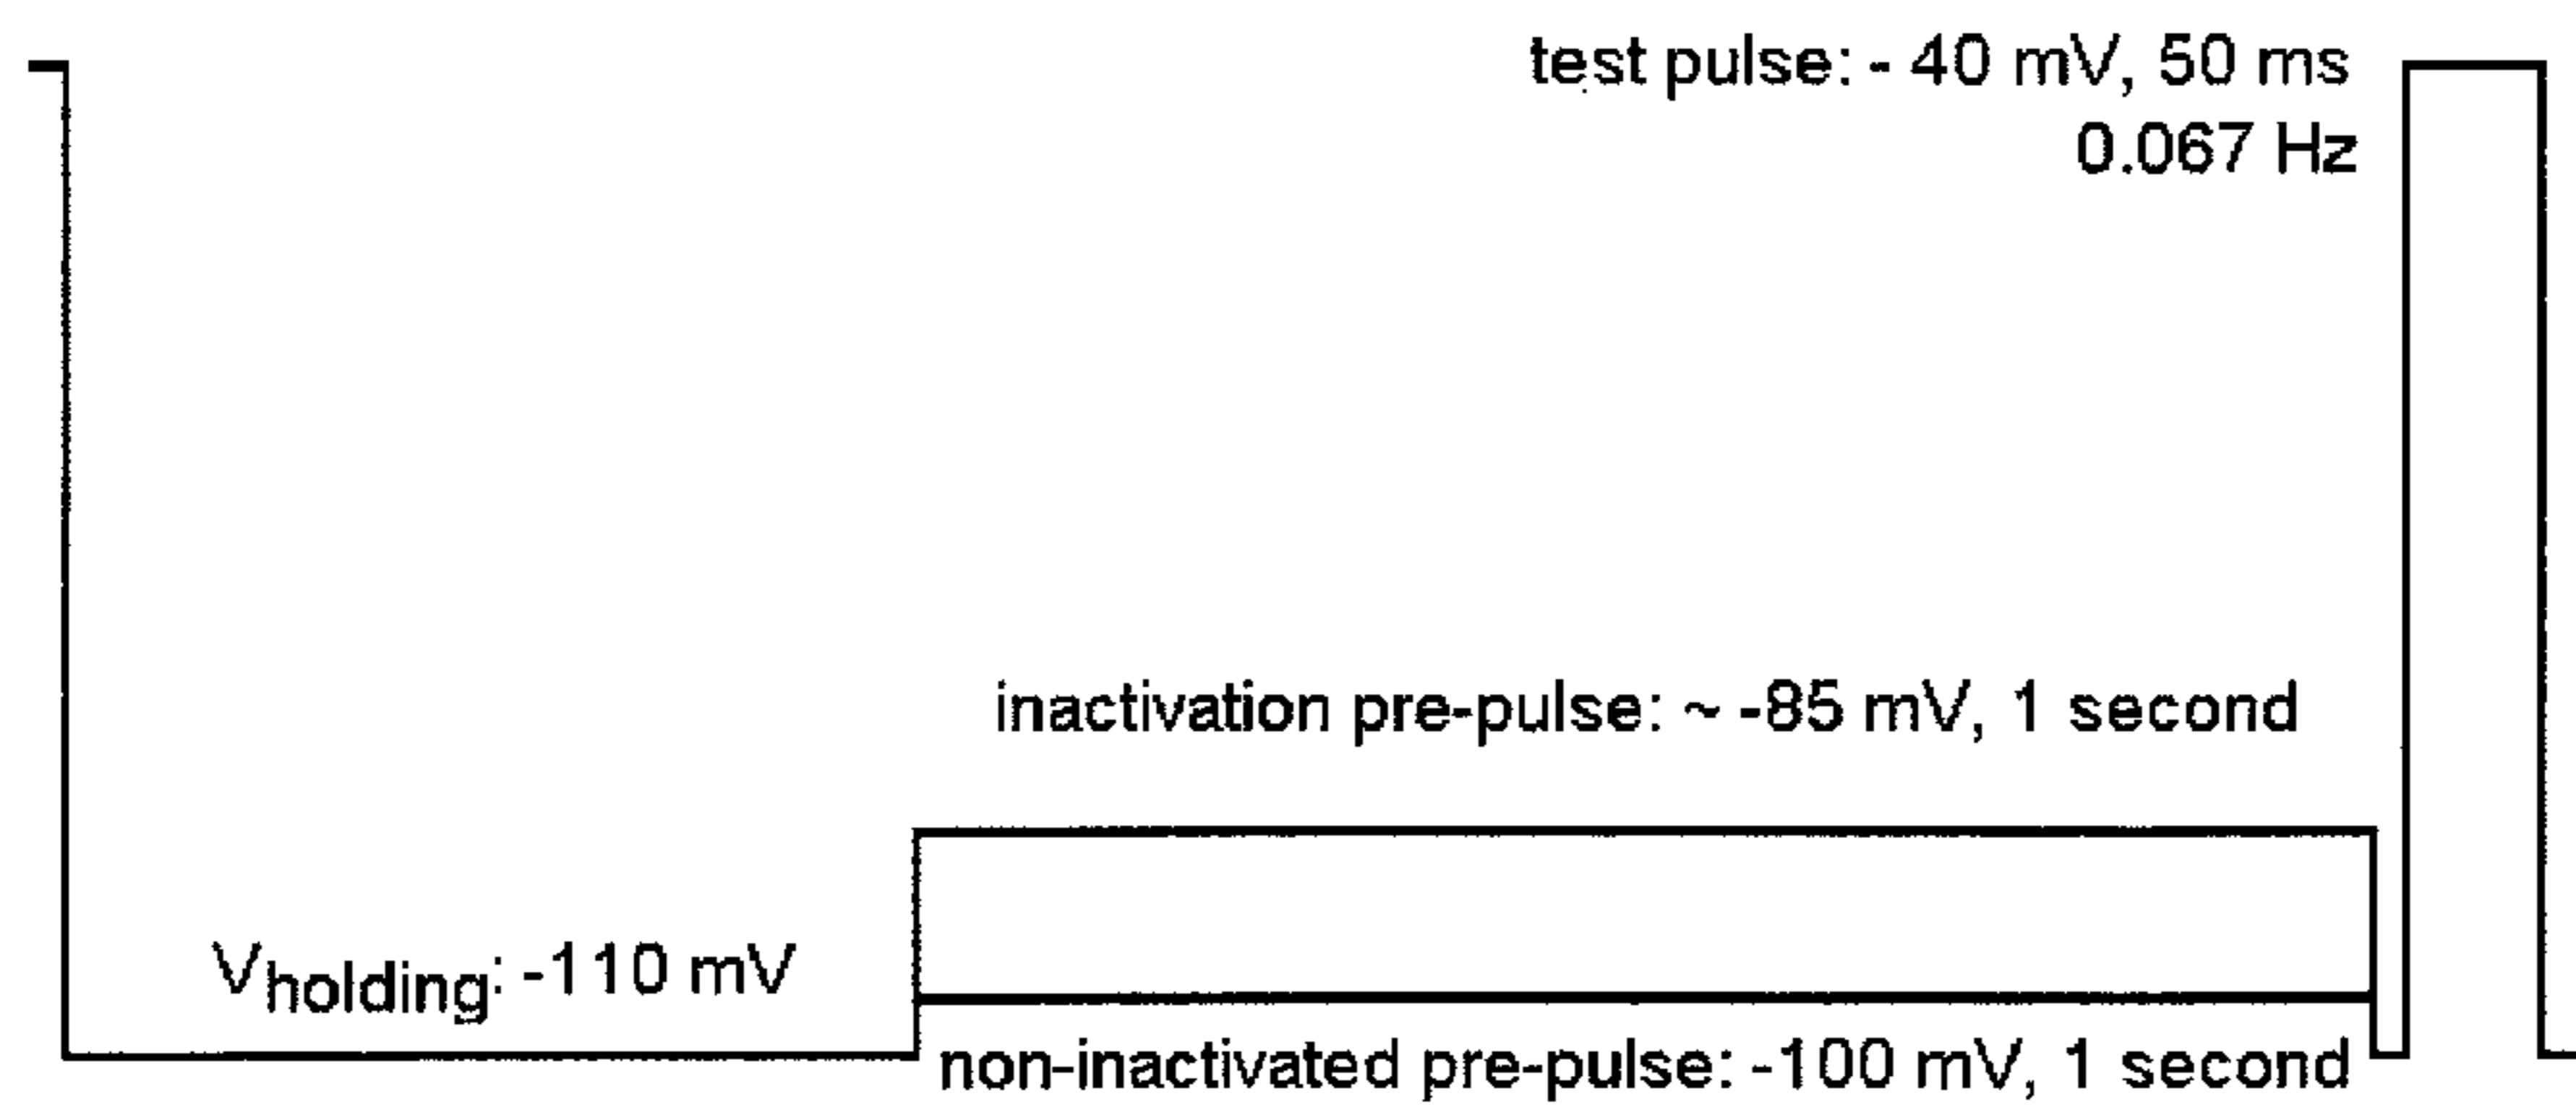 test pulse: - 40 mV, 50 ms
0.067 Hz
inactivation pre-pulse: ~ -85 mV, 1 second
Vholding: -110 mV
non-inactivated pre-pulse: -100 mV, 1 second